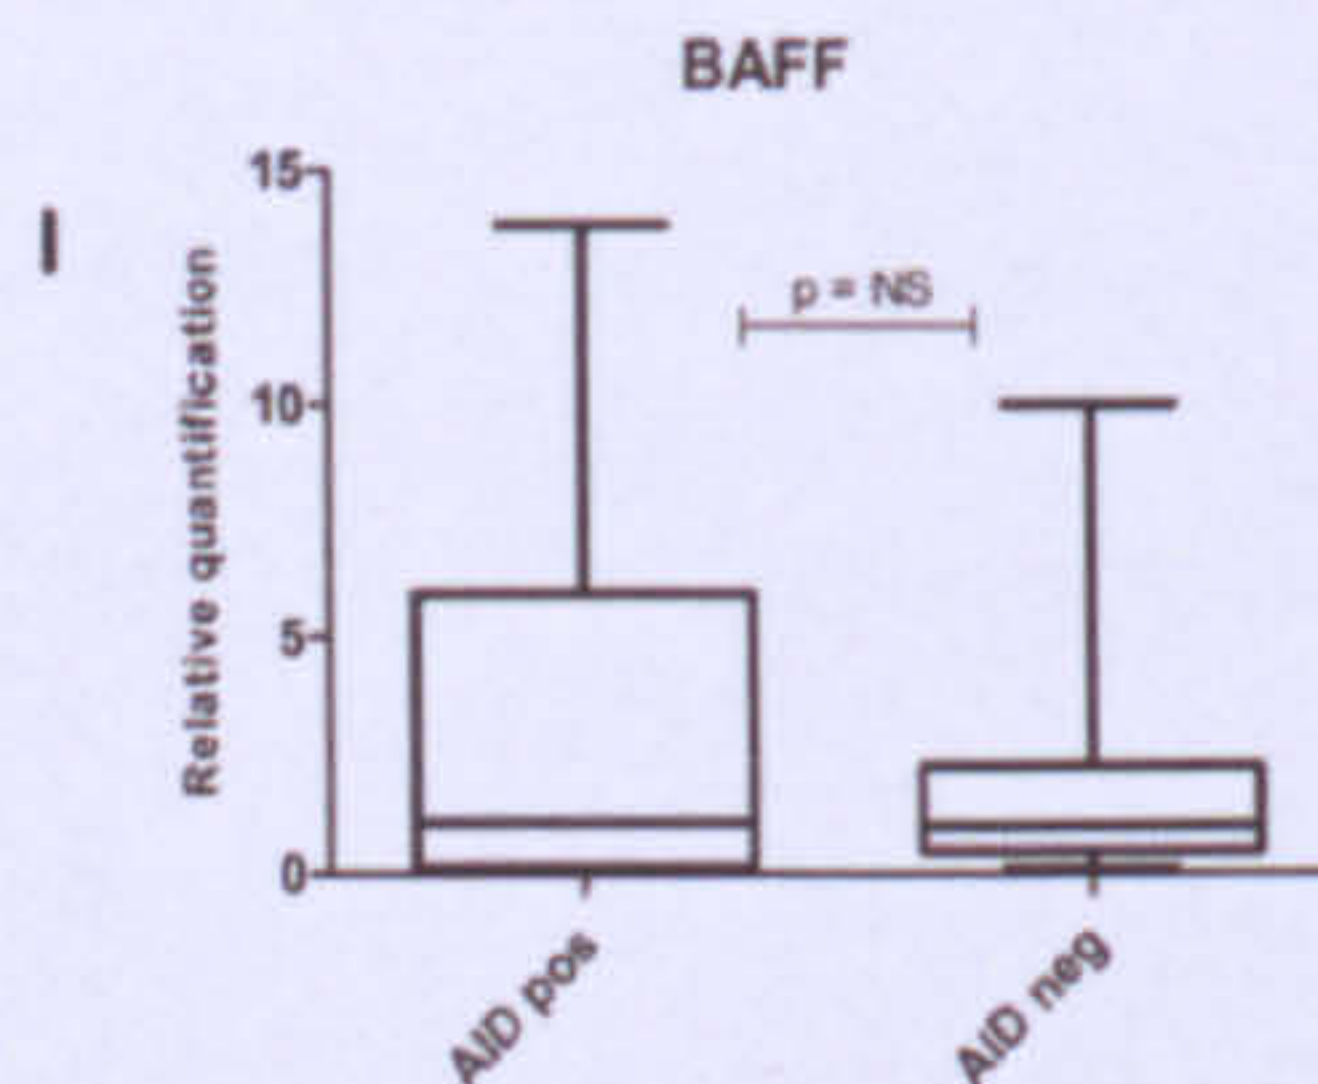 BAFF
15
10
5
0
Relative quantification
p = NS
AID pos
AID neg